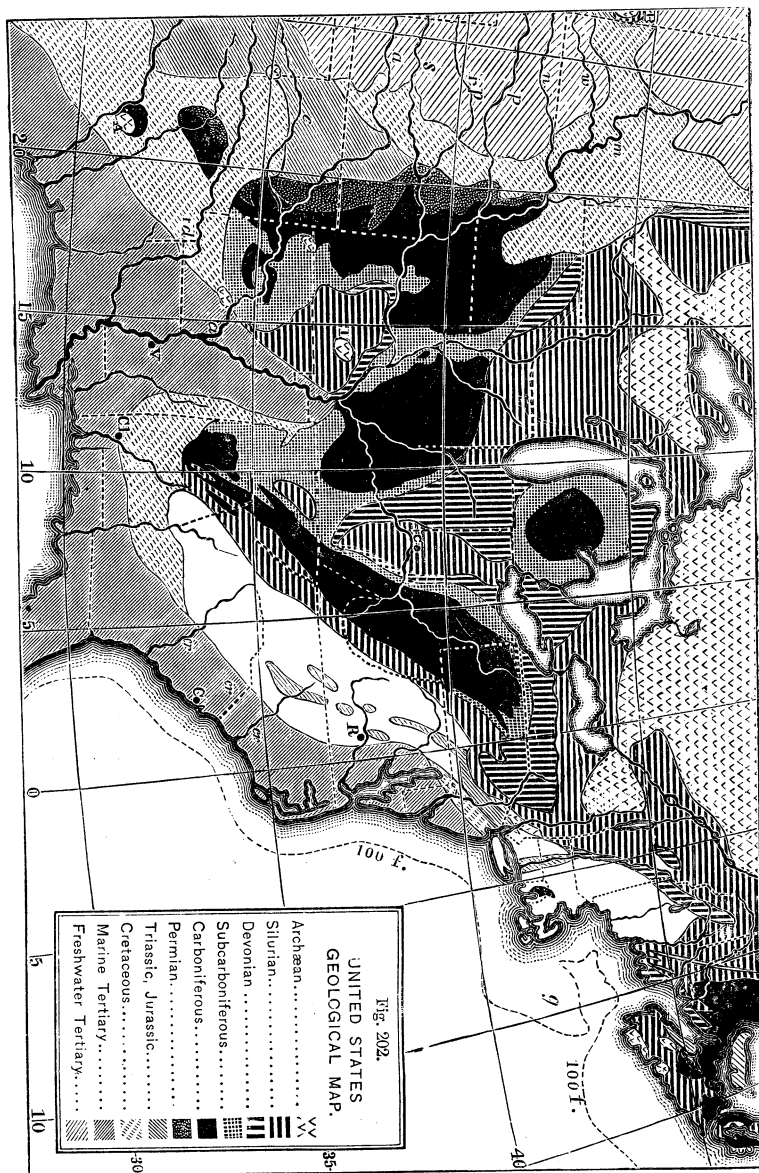 Fig. 202.
UNITED STATES
GEOLOGICAL MAP.
Archæan..........
Silurian..........
Devonian..........
Subcarboniferous..
Carboniferous.....
Permian...........
Triassic, Jurassic....
Cretaceous........
Marine Tertiary....
Freshwater Tertiary...
100 f.
100 f.
20
15
10
5
0
5
10
30
35
40
R
C
V
Cl
m
P
a
S
g